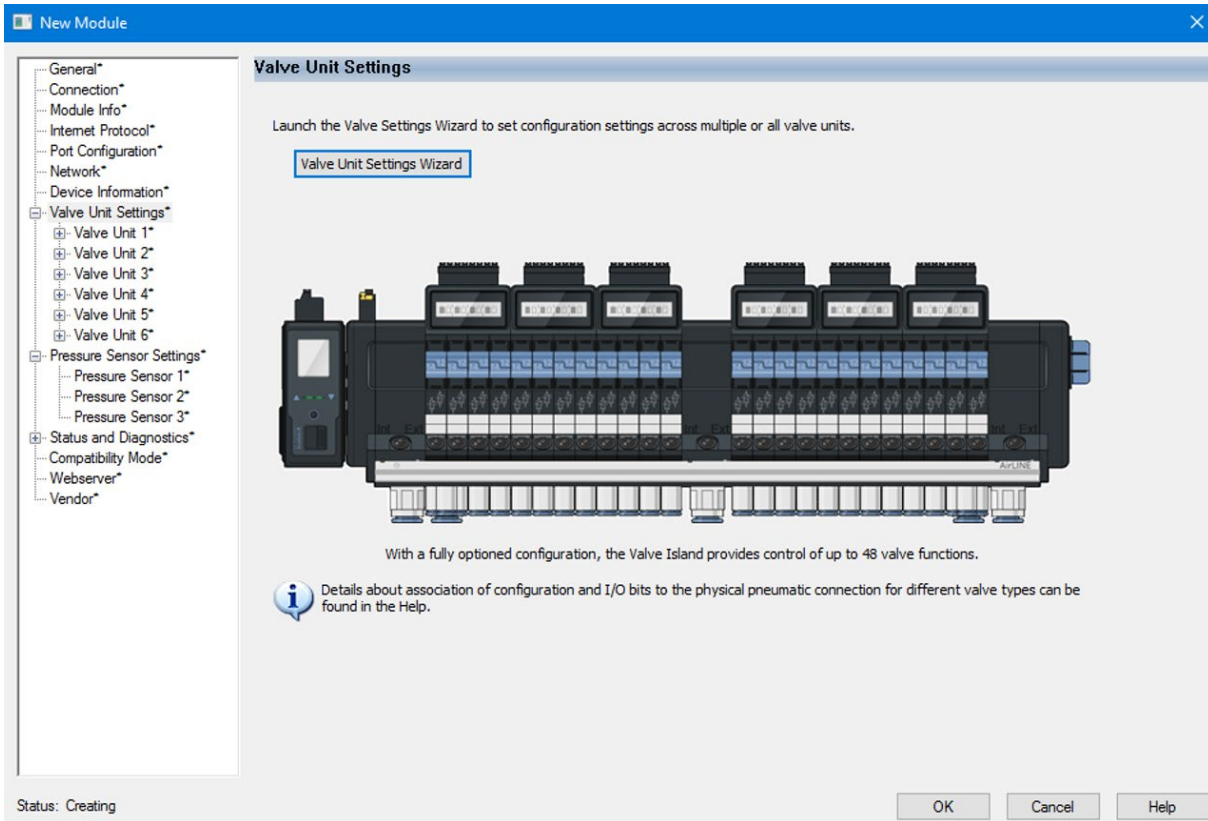 New Module
General*
Connection*
Module Info*
Internet Protocol*
Port Configuration*
Network*
Device Information*
Valve Unit Settings*
Valve Unit 1*
Valve Unit 2*
Valve Unit 3*
Valve Unit 4*
Valve Unit 5*
Valve Unit 6*
Pressure Sensor Settings*
Pressure Sensor 1*
Pressure Sensor 2*
Pressure Sensor 3*
Status and Diagnostics*
Compatibility Mode*
Webserver*
Vendor*
Valve Unit Settings
Launch the Valve Settings Wizard to set configuration settings across multiple or all valve units.
Valve Unit Settings Wizard
Int Ext Int Ext Int Ext
AirLINE
With a fully optioned configuration, the Valve Island provides control of up to 48 valve functions.
Details about association of configuration and I/O bits to the physical pneumatic connection for different valve types can be
found in the Help.
Status: Creating
OK Cancel Help